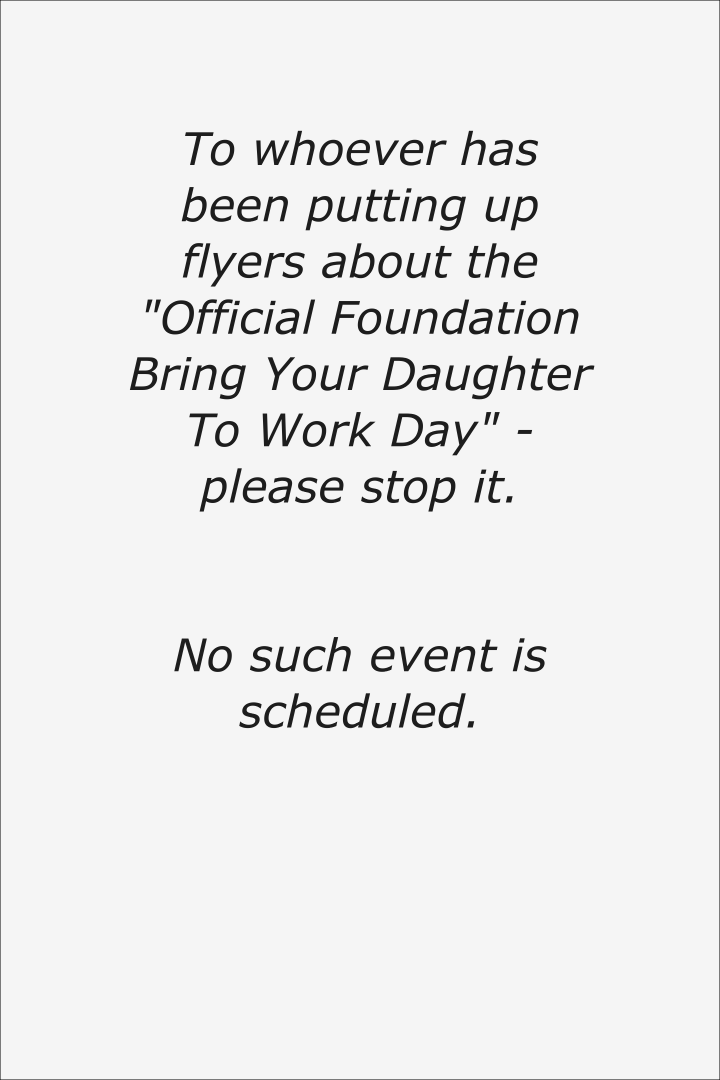 To whoever has
been putting up
flyers about the
"Official Foundation
Bring Your Daughter
To Work Day" -
please stop it.
No such event is
scheduled.